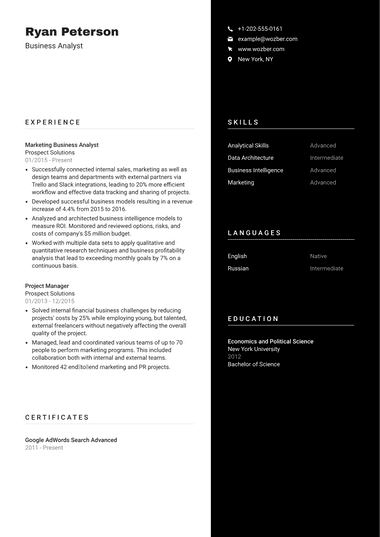 Ryan Peterson
Business Analyst
+1-202-555-0161
example@wozber.com
www.wozber.com
New York, NY
EXPERIENCE
Marketing Business Analyst
Prospect Solutions
01/2015 - Present
• Successfully connected internal sales, marketing as well as
design teams and departments with external partners via
Trello and Slack integrations, leading to 20% more efficient
workflow and effective data tracking and sharing of projects.
• Developed successful business models resulting in a revenue
increase of 4.4% from 2015 to 2016.
• Analyzed and architected business intelligence models to
measure ROI. Monitored and reviewed options, risks, and
costs of company's $5 million budget.
• Worked with multiple data sets to apply qualitative and
quantitative research techniques and business profitability
analysis that lead to exceeding monthly goals by 7% on a
continuous basis.
Project Manager
Prospect Solutions
01/2013 - 12/2015
• Solved internal financial business challenges by reducing
projects' costs by 25% while employing young, but talented,
external freelancers without negatively affecting the overall
quality of the project.
• Managed, lead and coordinated various teams of up to 70
people to perform marketing programs. This included
collaboration both with internal and external teams.
• Monitored 42 end-to-end marketing and PR projects.
CERTIFICATES
Google AdWords Search Advanced
2011 - Present
SKILLS
Analytical Skills Advanced
Data Architecture Intermediate
Business Intelligence Advanced
Marketing Advanced
LANGUAGES
English Native
Russian Intermediate
EDUCATION
Economics and Political Science
New York University
3012
Bachelor of Science